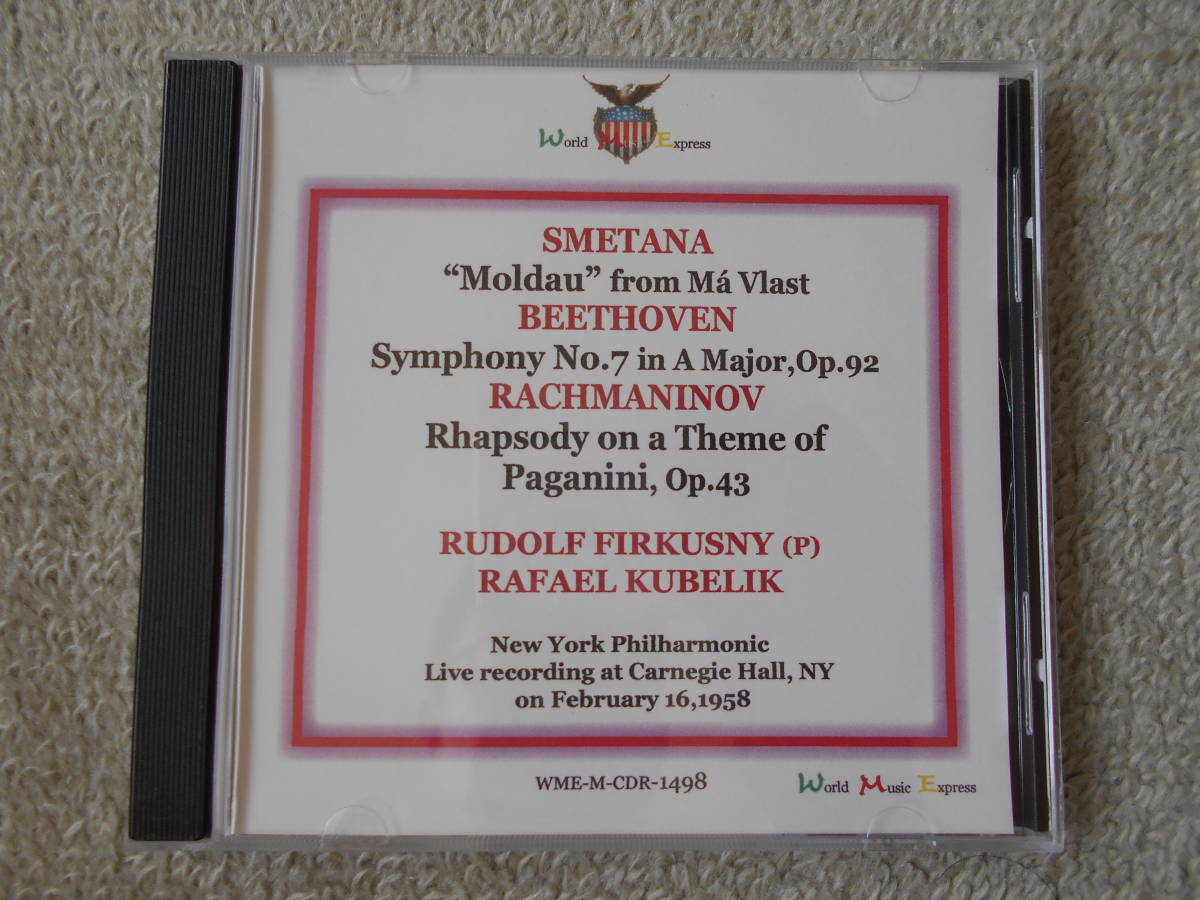 World Mu Express
SMETANA
“Moldau” from Má Vlast
BEETHOVEN
Symphony No.7 in A Major,Op.92
RACHMANINOV
Rhapsody on a Theme of
Paganini, Op.43
RUDOLF FIRKUSNY (P)
RAFAEL KUBELIK
New York Philharmonic
Live recording at Carnegie Hall, NY
on February 16,1958
WME-M-CDR-1498
World Music Express